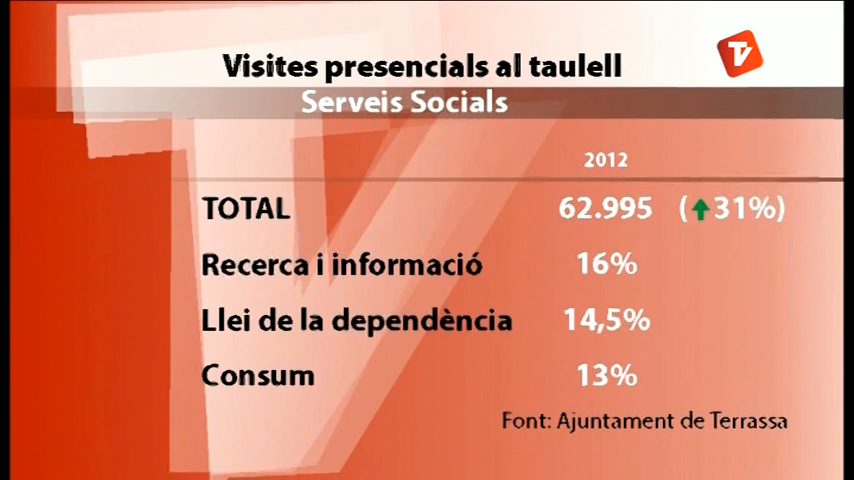 Visites presencials al taulell
TV
Serveis Socials
2012
TOTAL 62.995 (↑31%)
Recerca i informació 16%
Llei de la dependència 14,5%
Consum 13%
Font: Ajuntament de Terrassa